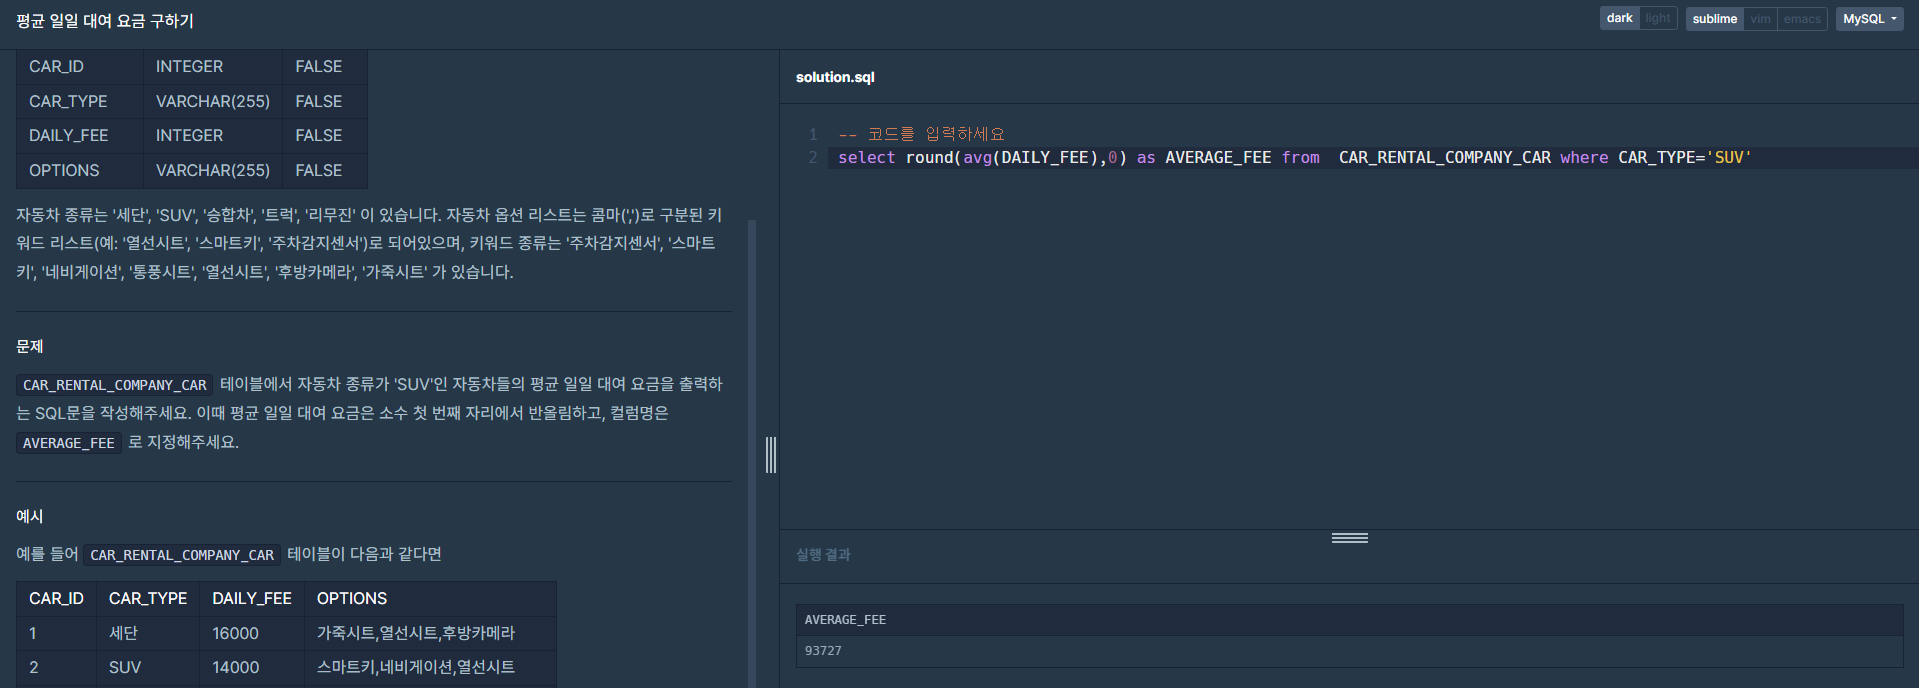 평균 일일 대여 요금 구하기
dark light sublime vim emacs MySQL
CAR_ID INTEGER FALSE
CAR_TYPE VARCHAR(255) FALSE
DAILY_FEE INTEGER FALSE
OPTIONS VARCHAR(255) FALSE
자동차 종류는 '세단', 'SUV', '승합차', '트럭', '리무진' 이 있습니다. 자동차 옵션 리스트는 콤마(',')로 구분된 키
워드 리스트(예: '열선시트', '스마트키', '주차감지센서')로 되어있으며, 키워드 종류는 '주차감지센서', '스마트
키', '네비게이션', '통풍시트', '열선시트', '후방카메라', '가죽시트' 가 있습니다.
문제
CAR_RENTAL_COMPANY_CAR 테이블에서 자동차 종류가 'SUV'인 자동차들의 평균 일일 대여 요금을 출력하
는 SQL문을 작성해주세요. 이때 평균 일일 대여 요금은 소수 첫 번째 자리에서 반올림하고, 컬럼명은
AVERAGE_FEE 로 지정해주세요.
예시
예를 들어 CAR_RENTAL_COMPANY_CAR 테이블이 다음과 같다면
CAR_ID CAR_TYPE DAILY_FEE OPTIONS
1 세단 16000 가죽시트,열선시트,후방카메라
2 SUV 14000 스마트키,네비게이션,열선시트
solution.sql
1 -- 코드를 입력하세요
2 select round(avg(DAILY_FEE),0) as AVERAGE_FEE from  CAR_RENTAL_COMPANY_CAR where CAR_TYPE='SUV'
실행 결과
AVERAGE_FEE
93727